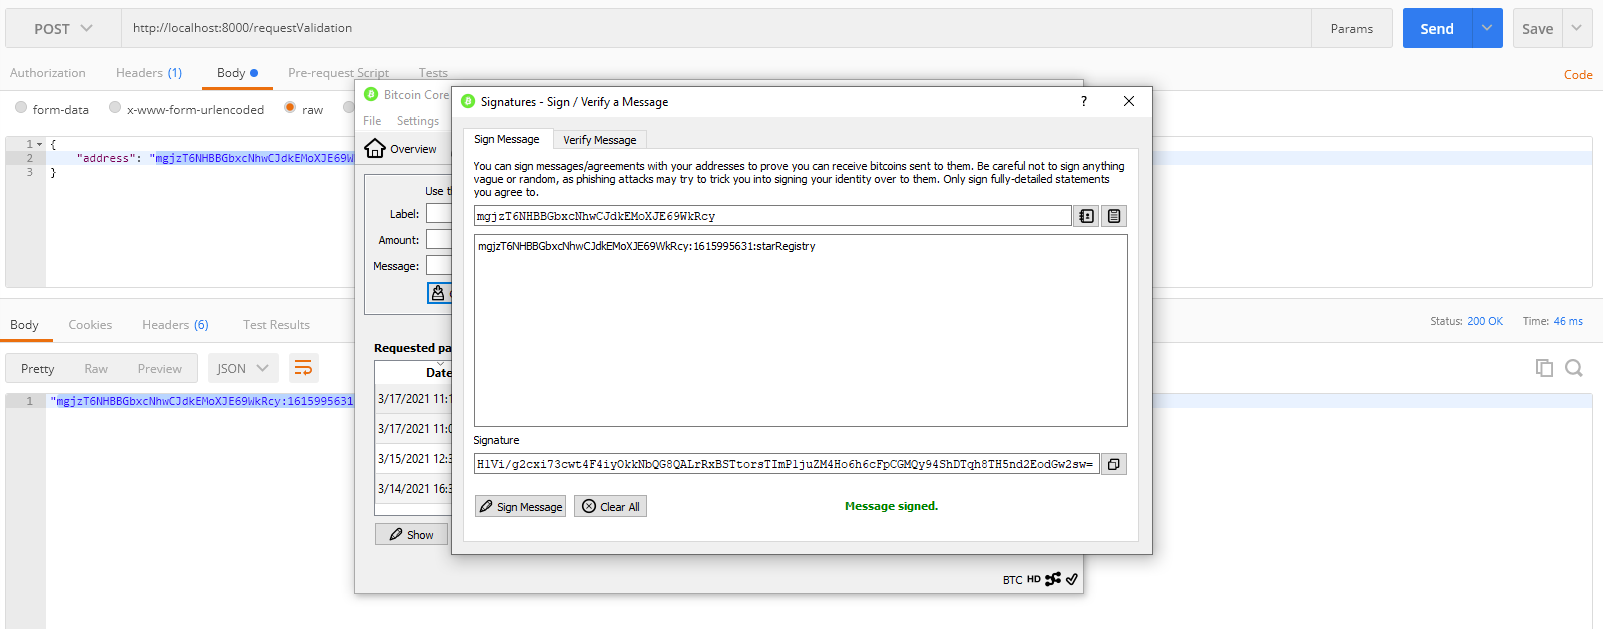 POST
http://localhost:8000/requestValidation
Params
Send
Save
Authorization
Headers (1)
Body
Pre-request Script
Tests
Code
form-data
x-www-form-urlencoded
raw
1 {
2 "address": "mgjzT6NHBBGbxcNhwCJdkEMoXJE69W
3 }
Bitcoin Core
File
Settings
Overview
Use
Label:
Amount:
Message:
Requested
Date
3/17/2021 11:
3/17/2021 11:
3/15/2021 12:
3/14/2021 16:
Show
BTC HD
Signatures - Sign / Verify a Message
?
Sign Message
Verify Message
You can sign messages/agreements with your addresses to prove you can receive bitcoins sent to them. Be careful not to sign anything
vague or random, as phishing attacks may try to trick you into signing your identity over to them. Only sign fully-detailed statements
you agree to.
mgjzT6NHBBGbxcNhwCJdkEMoXJE69WkRcy
mgjzT6NHBBGbxcNhwCJdkEMoXJE69WkRcy:1615995631:starRegistry
Signature
HlVi/g2cxi73cwt4F4iyOkkNbQG8QALrRxBSTtorsTImPljuZM4Ho6h6cFpCGMQy94ShDTqh8TH5nd2EodGw2sw=
Sign Message
Clear All
Message signed.
Body
Cookies
Headers (6)
Test Results
Status: 200 OK
Time: 46 ms
Pretty
Raw
Preview
JSON
1 "mgjzT6NHBBGbxcNhwCJdkEMoXJE69WkRcy:1615995631